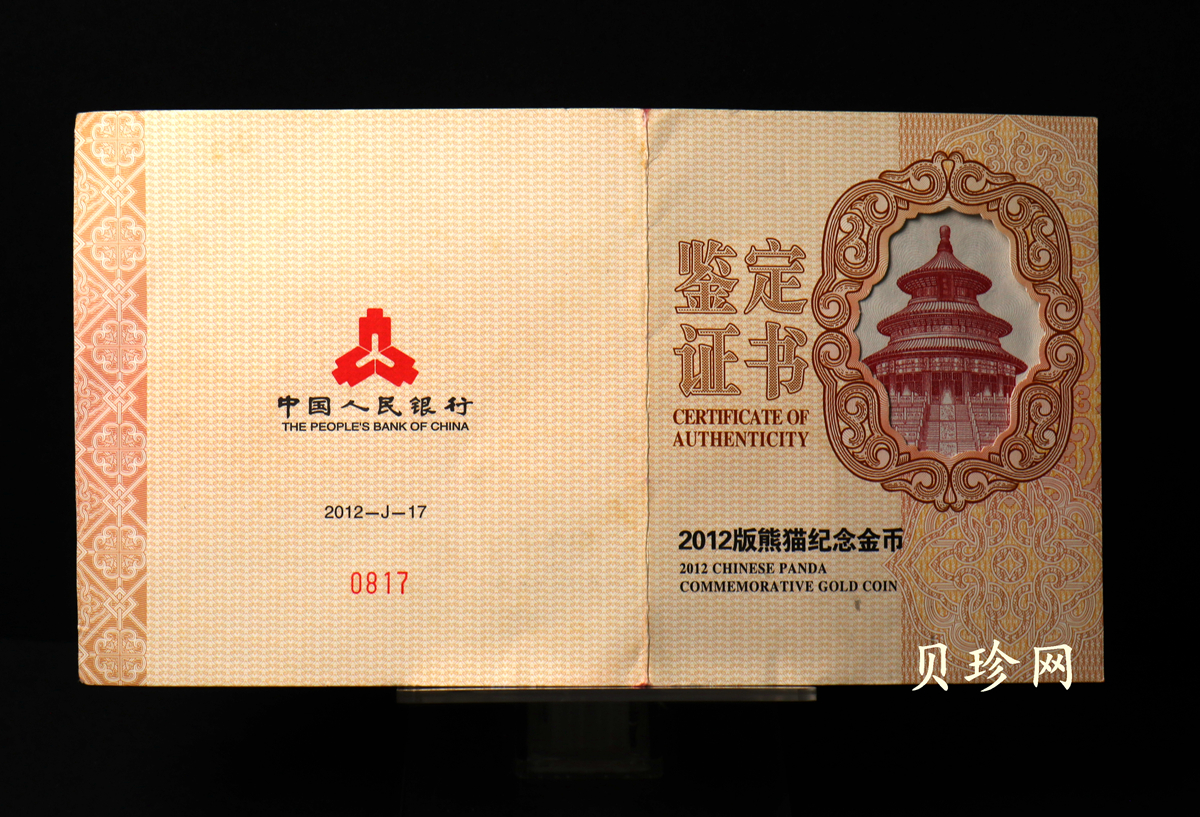 中国人民银行
THE PEOPLE'S BANK OF CHINA
2012—J—17
0817
鉴定
证书
CERTIFICATE OF
AUTHENTICITY
2012版熊猫纪念金币
2012 CHINESE PANDA
COMMEMORATIVE GOLD COIN
贝珍网